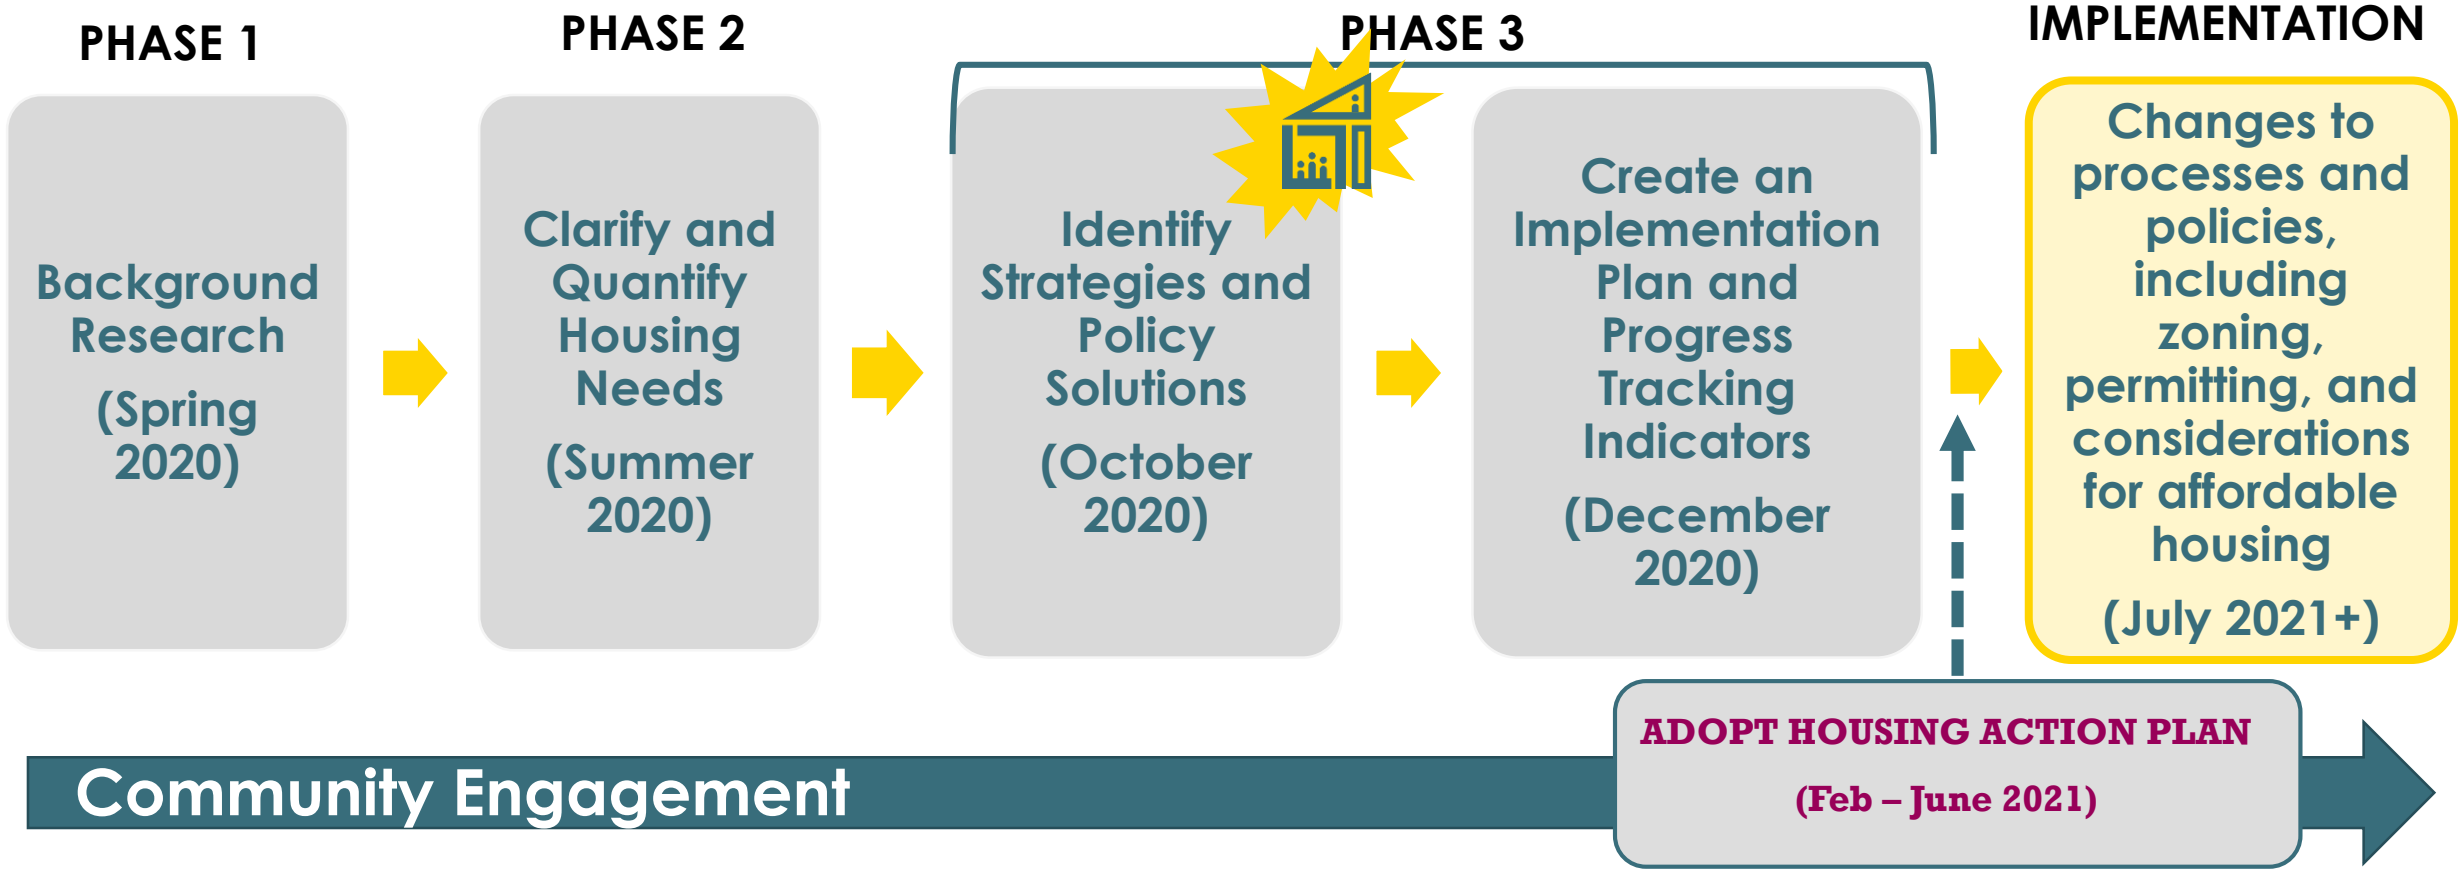 PHASE 1
Background
Research
(Spring
2020)
PHASE 2
Clarify and
Quantify
Housing
Needs
(Summer
2020)
PHASE 3
Identify
Strategies and
Policy
Solutions
(October
2020)
Create an
Implementation
Plan and
Progress
Tracking
Indicators
(December
2020)
IMPLEMENTATION
Changes to
processes and
policies,
including
zoning,
permitting, and
considerations
for affordable
housing
(July 2021+)
ADOPT HOUSING ACTION PLAN
(Feb – June 2021)
Community Engagement